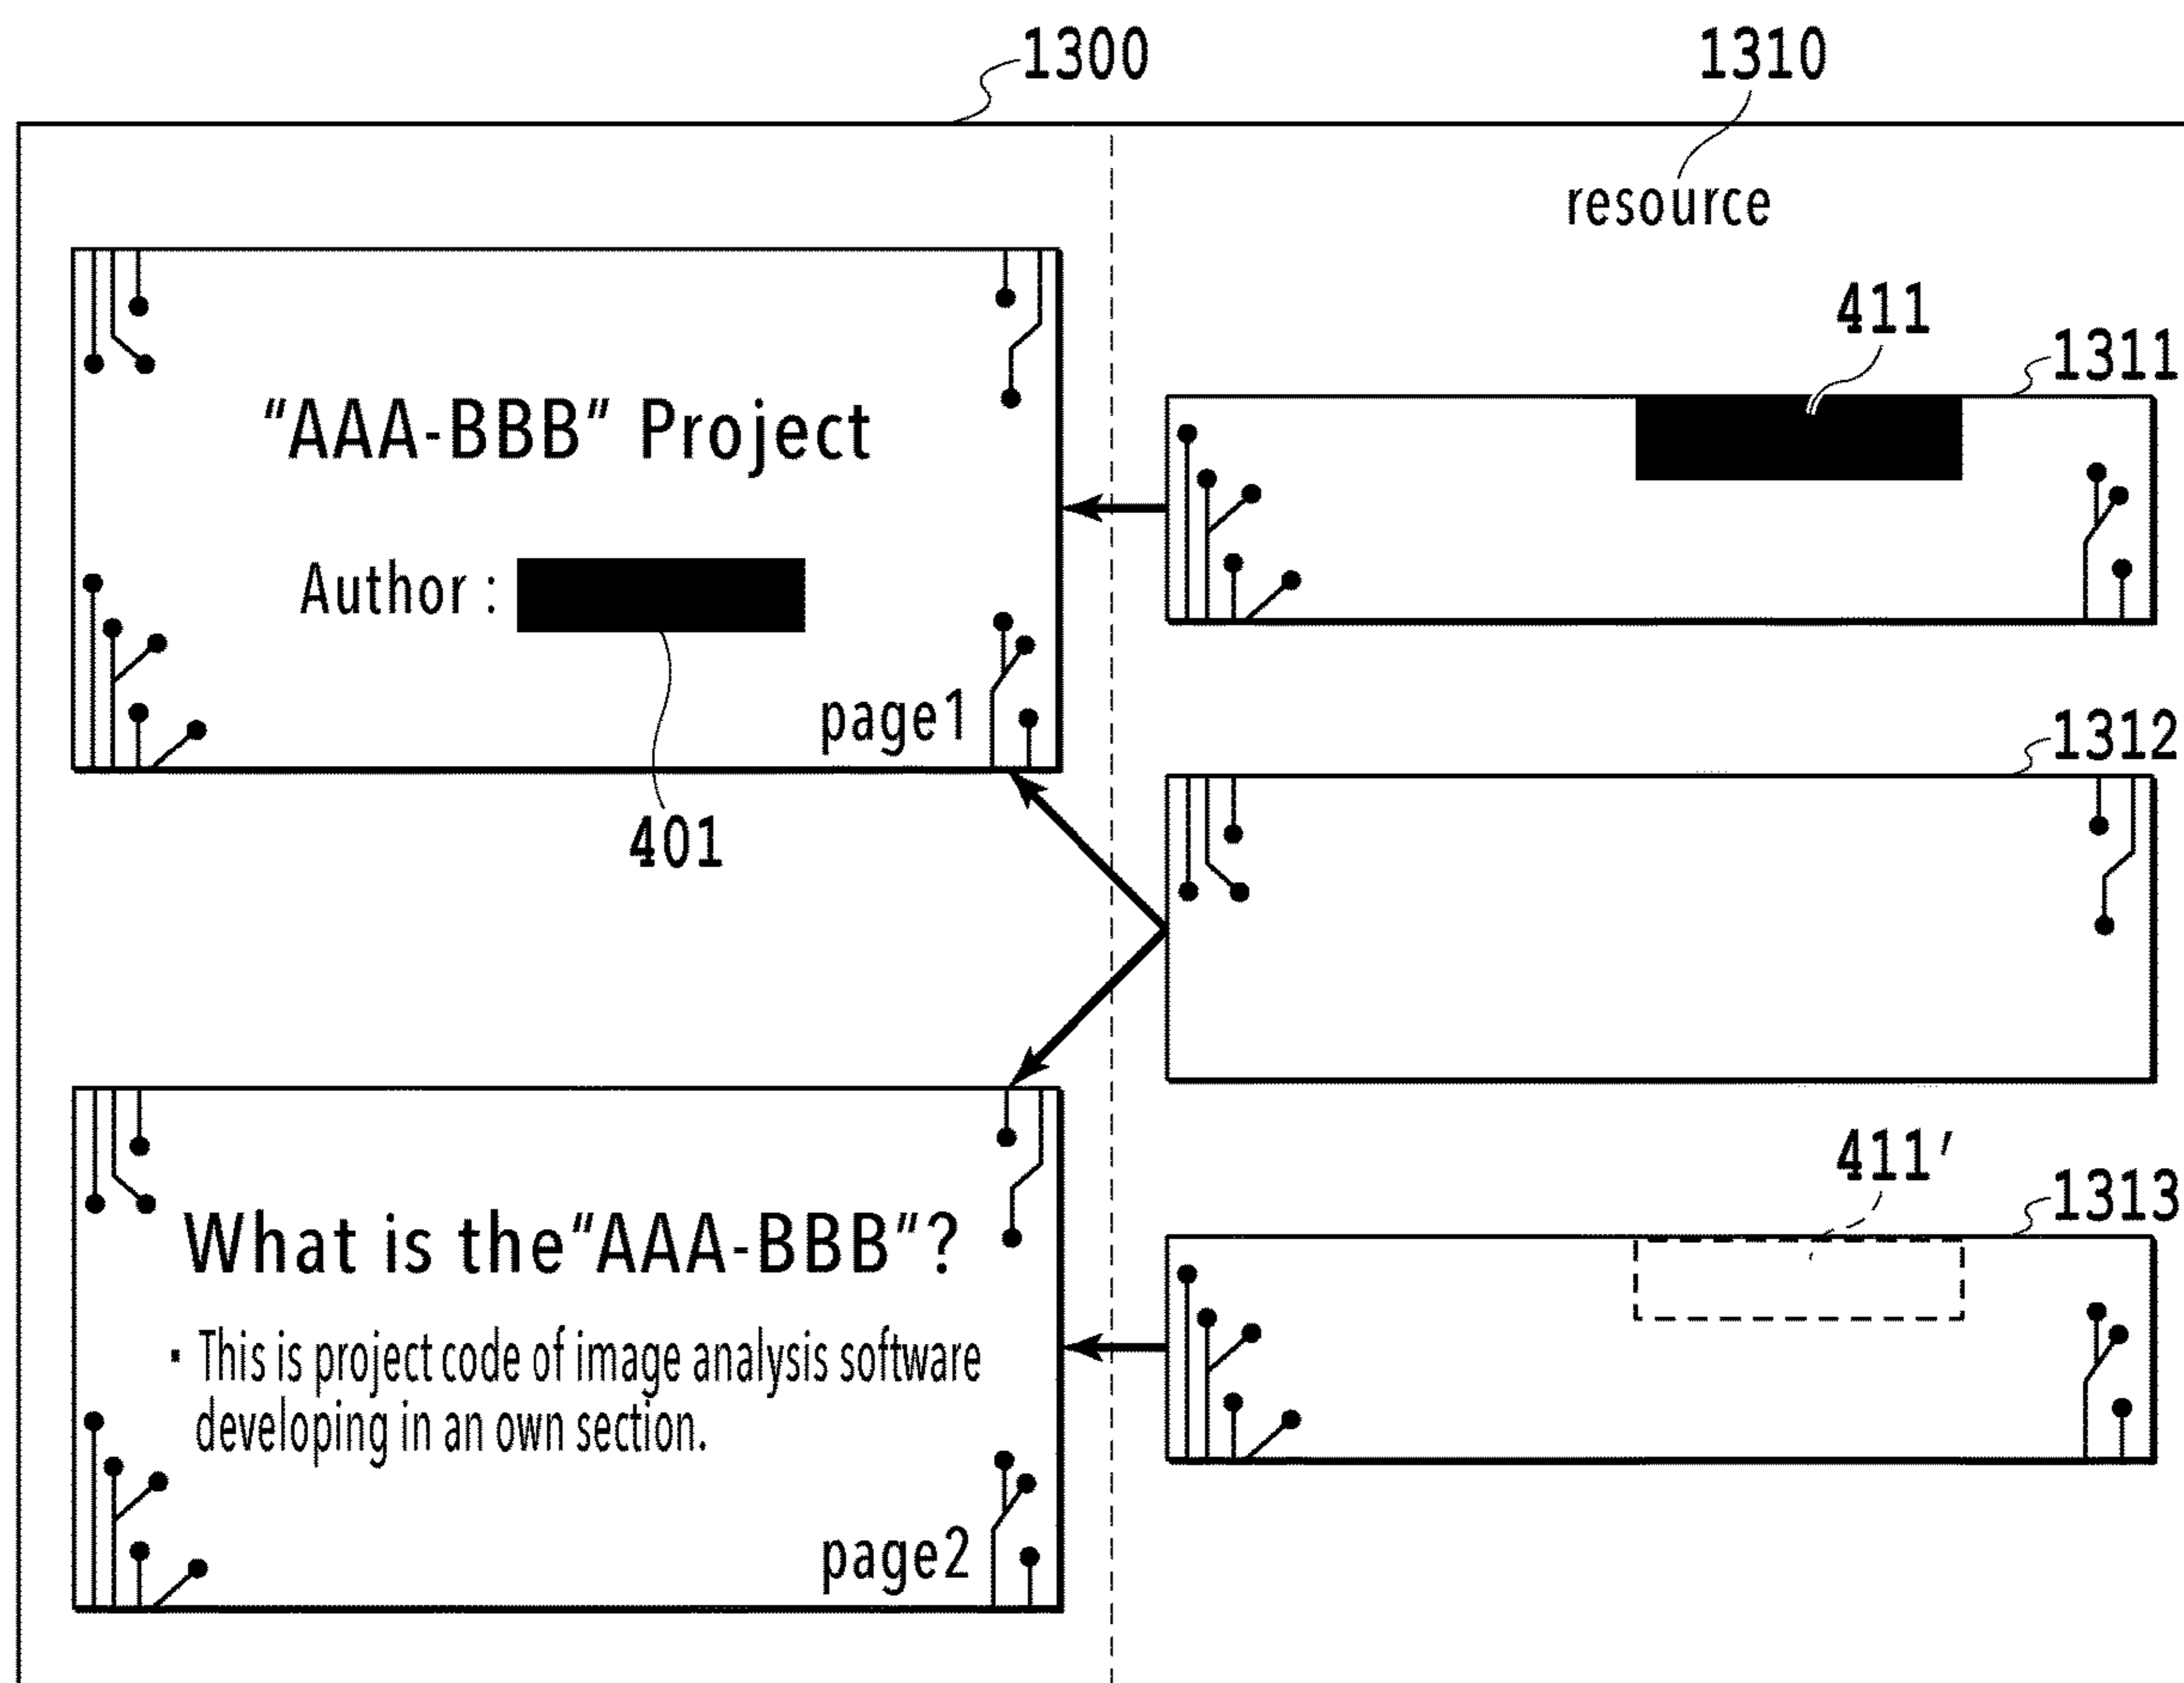 1300
1310
resource
411
1311
"AAA-BBB" Project
Author :
page1
401
1312
411'
1313
What is the "AAA-BBB"?
· This is project code of image analysis software
developing in an own section.
page2